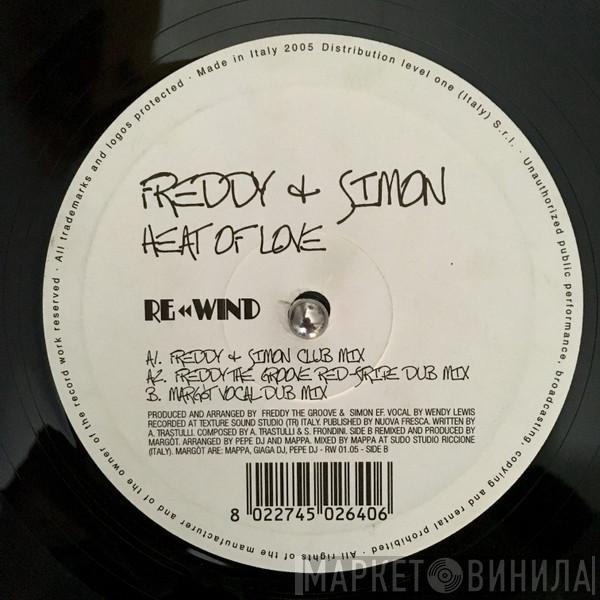 · All trademarks and logos protected · Made in Italy 2005 Distribution level one (Italy) S.r.l. · Unauthorized public performance, broadcasting, copying and rental prohibited · All rights of the manufacturer and of the owner of the record work reserved
FREDDY & SIMON
HEAT OF LOVE
RE WIND
A1. FREDDY & SIMON CLUB MIX
A2. FREDDY THE GROOVE RED-STRIPE DUB MIX
B. MARGOT VOCAL DUB MIX
PRODUCED AND ARRANGED BY FREDDY THE GROOVE & SIMON EF. VOCAL BY WENDY LEWIS
RECORDED AT TEXTURE SOUND STUDIO (TR) ITALY. PUBLISHED BY NUOVA FRESCA. WRITTEN BY
A. TRASTULLI. COMPOSED BY A. TRASTULLI & S. FRONDINI. SIDE B REMIXED AND PRODUCED BY
MARGÒT. ARRANGED BY PEPE DJ AND MAPPA. MIXED BY MAPPA AT SUDO STUDIO RICCIONE
(ITALY). MARGÒT ARE: MAPPA, GIAGA DJ, PEPE DJ - RW 01.05 - SIDE B
8 022745 026406
МАРКЕТ ВИНИЛА